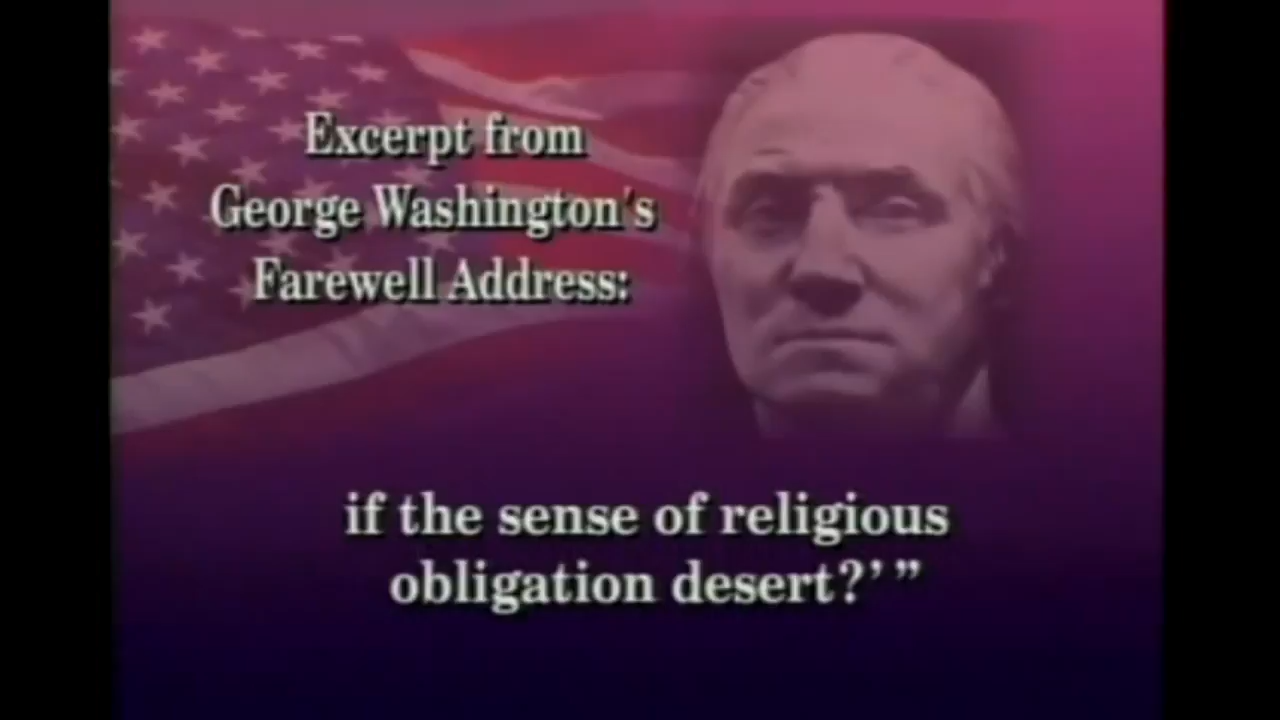 Excerpt from
George Washington's
Farewell Address:
if the sense of religious
obligation desert?’ ”